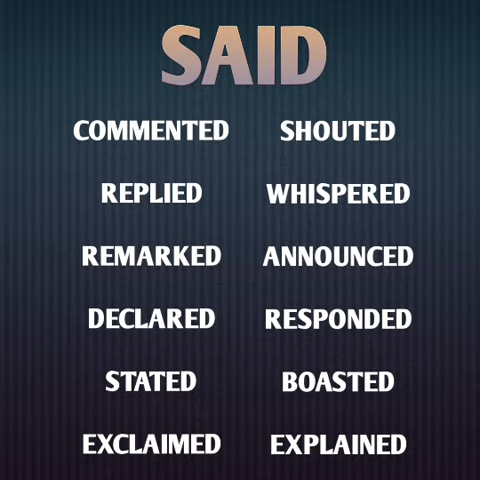 SAID
COMMENTED SHOUTED
REPLIED WHISPERED
REMARKED ANNOUNCED
DECLARED RESPONDED
STATED BOASTED
EXCLAIMED EXPLAINED